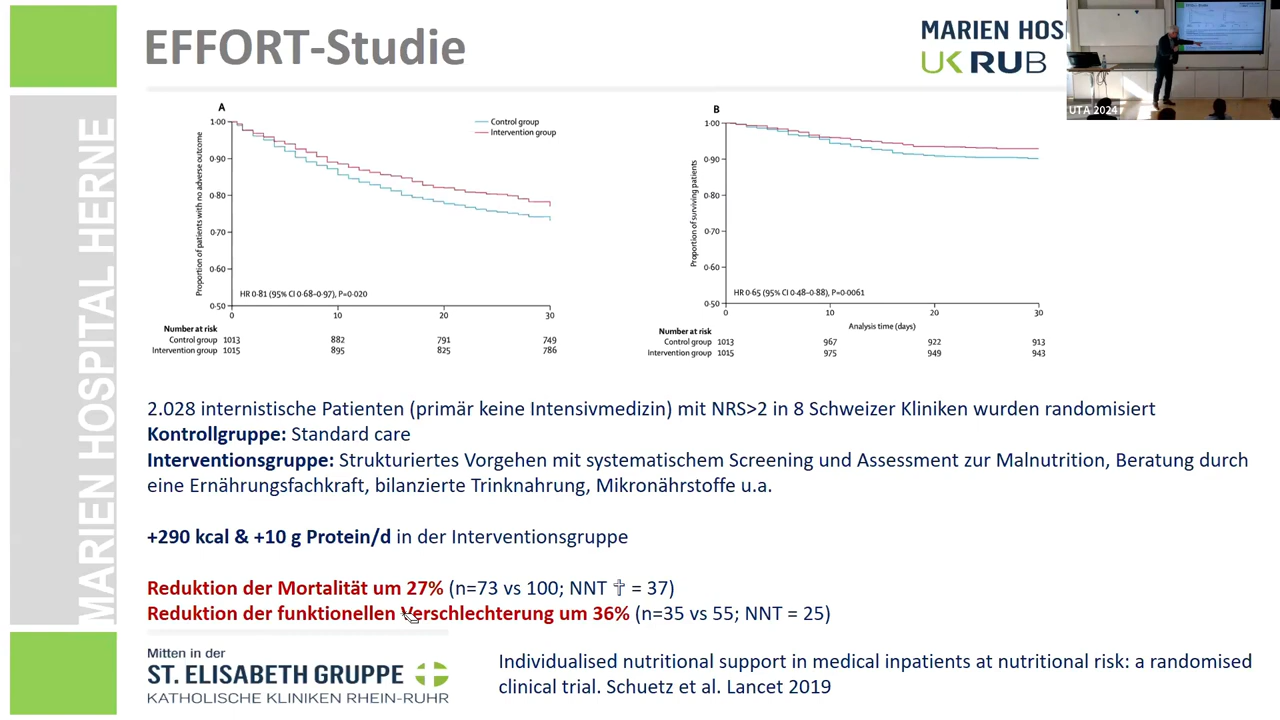 EFFORT-Studie
MARIEN HOSI
UK RUB
UTA 2024
MARIEN HOSPITAL HERNE
A
Control group
Intervention group
Proportion of patients with no adverse outcome
1·00
0·90
0·80
0·70
0·60
0·50
HR 0·81 (95% CI 0·68–0·97), P=0·020
0
10
20
30
Number at risk
Control group 1013 882 791 749
Intervention group 1015 895 825 786
B
Proportion of surviving patients
1·00
0·90
0·80
0·70
0·60
0·50
HR 0·65 (95% CI 0·48–0·88), P=0·0061
0
10
20
30
Analysis time (days)
Number at risk
Control group 1013 967 922 913
Intervention group 1015 975 949 943
2.028 internistische Patienten (primär keine Intensivmedizin) mit NRS>2 in 8 Schweizer Kliniken wurden randomisiert
Kontrollgruppe: Standard care
Interventionsgruppe: Strukturiertes Vorgehen mit systematischem Screening und Assessment zur Malnutrition, Beratung durch
eine Ernährungsfachkraft, bilanzierte Trinknahrung, Mikronährstoffe u.a.
+290 kcal & +10 g Protein/d in der Interventionsgruppe
Reduktion der Mortalität um 27% (n=73 vs 100; NNT ✝ = 37)
Reduktion der funktionellen Verschlechterung um 36% (n=35 vs 55; NNT = 25)
Mitten in der
ST. ELISABETH GRUPPE
KATHOLISCHE KLINIKEN RHEIN-RUHR
Individualised nutritional support in medical inpatients at nutritional risk: a randomised
clinical trial. Schuetz et al. Lancet 2019